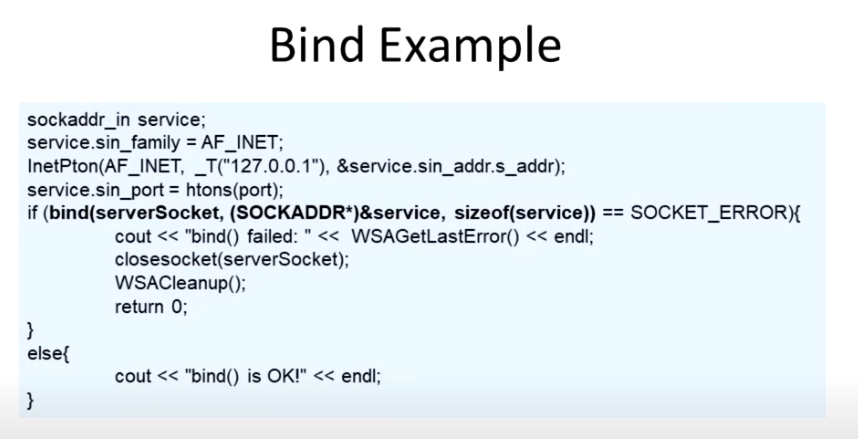 Bind Example
sockaddr_in service;
service.sin_family = AF_INET;
InetPton(AF_INET, _T("127.0.0.1"), &service.sin_addr.s_addr);
service.sin_port = htons(port);
if (bind(serverSocket, (SOCKADDR*)&service, sizeof(service)) == SOCKET_ERROR){
cout << "bind() failed: " << WSAGetLastError() << endl;
closesocket(serverSocket);
WSACleanup();
return 0;
}
else{
cout << "bind() is OK!" << endl;
}